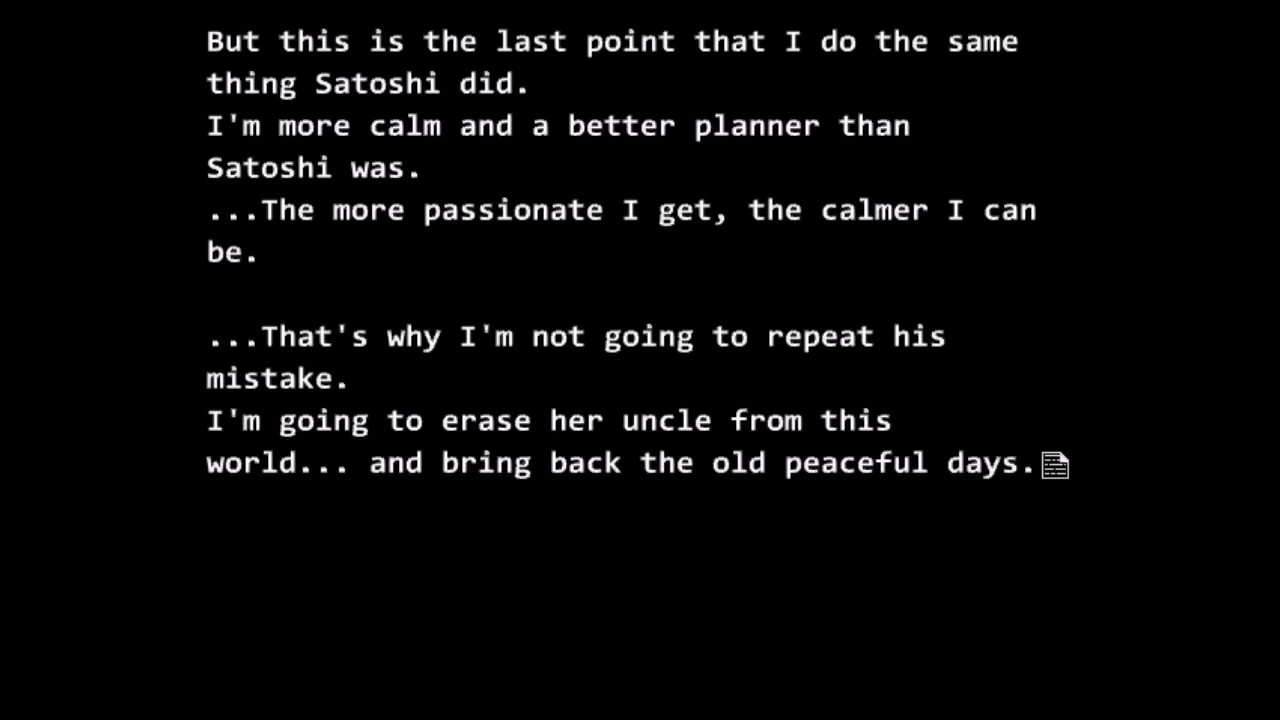 But this is the last point that I do the same
thing Satoshi did.
I'm more calm and a better planner than
Satoshi was.
...The more passionate I get, the calmer I can
be.
...That's why I'm not going to repeat his
mistake.
I'm going to erase her uncle from this
world... and bring back the old peaceful days.